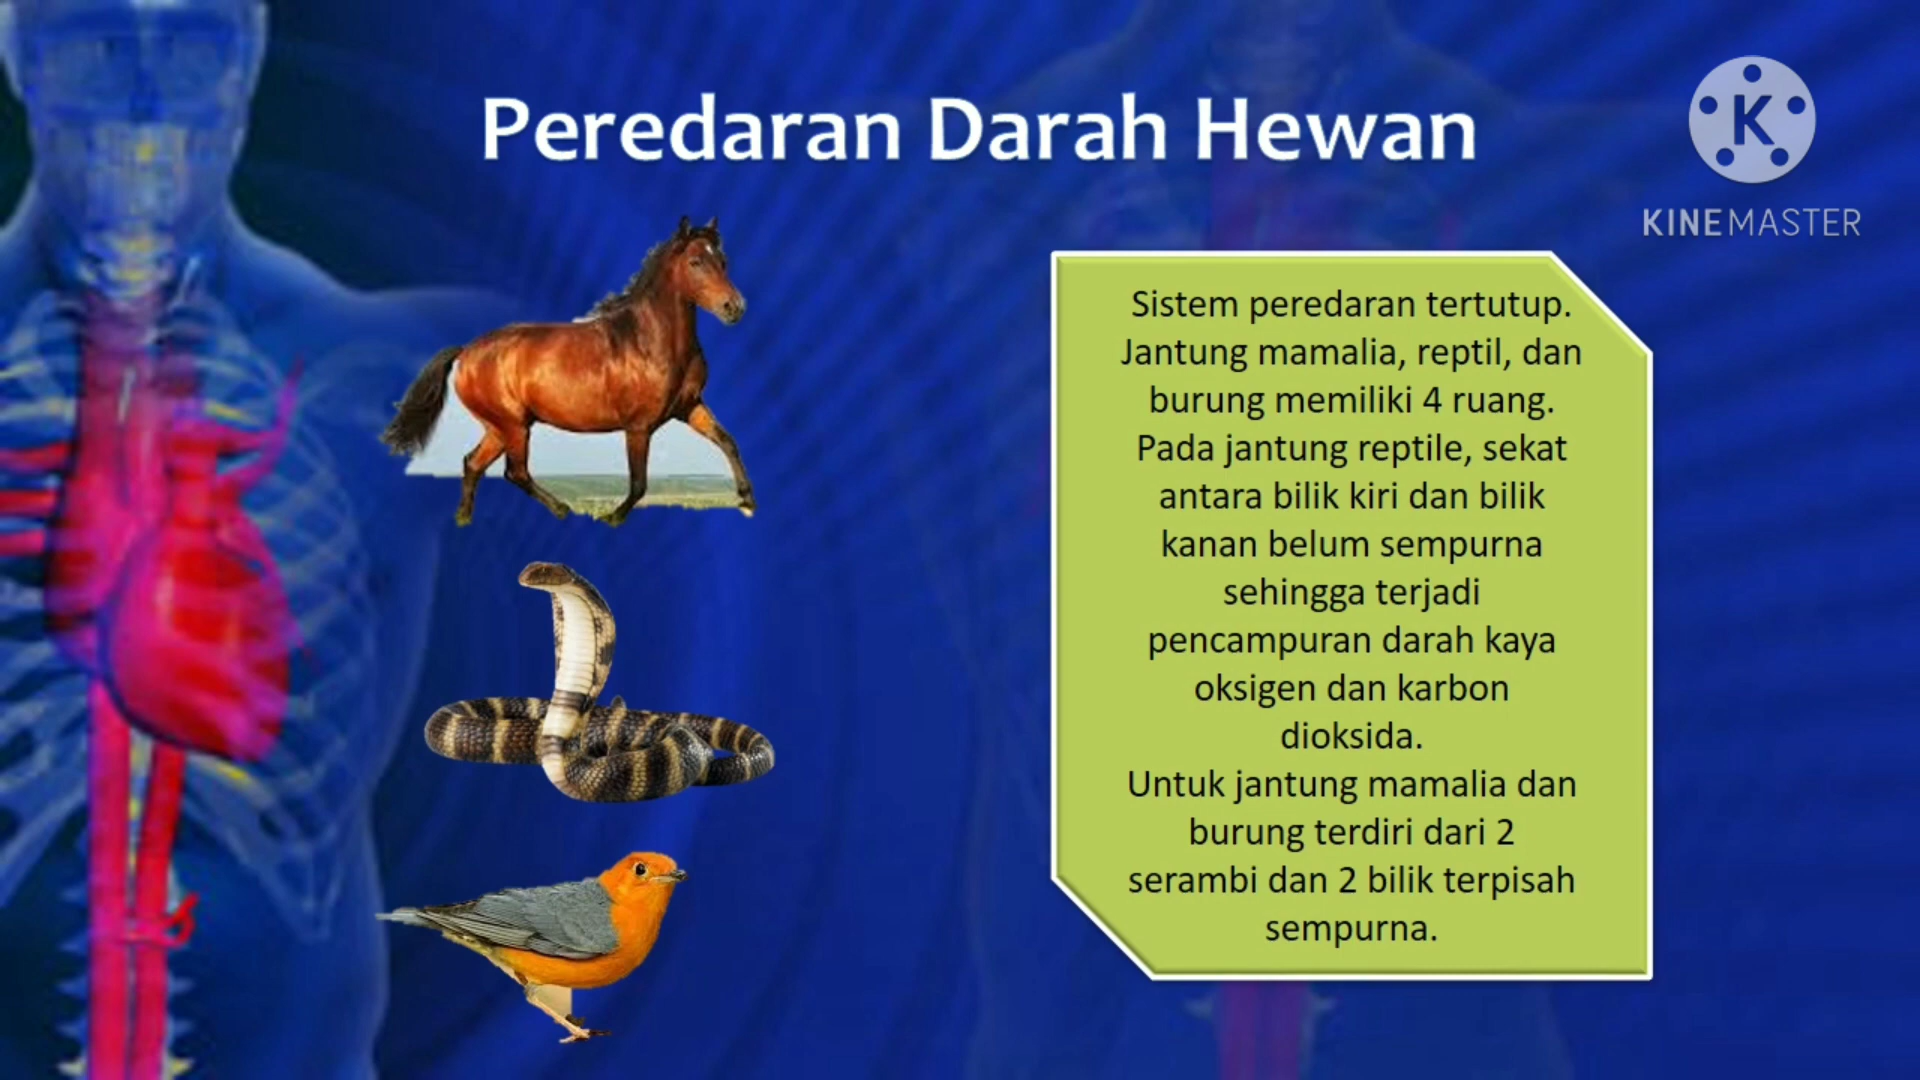 Peredaran Darah Hewan
K
KINEMASTER
Sistem peredaran tertutup.
Jantung mamalia, reptil, dan
burung memiliki 4 ruang.
Pada jantung reptile, sekat
antara bilik kiri dan bilik
kanan belum sempurna
sehingga terjadi
pencampuran darah kaya
oksigen dan karbon
dioksida.
Untuk jantung mamalia dan
burung terdiri dari 2
serambi dan 2 bilik terpisah
sempurna.